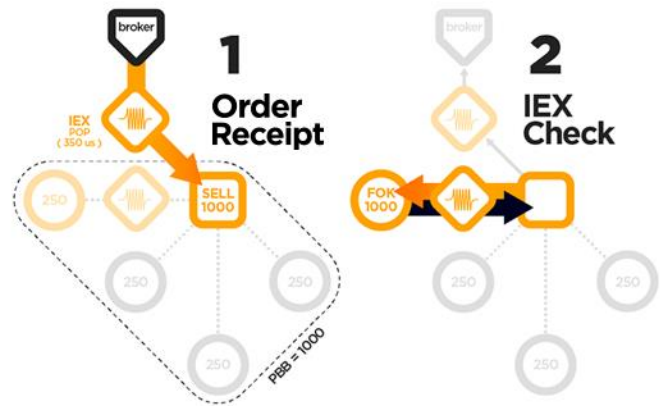 broker
1
Order
Receipt
IEX
POP
( 350 us )
250
SELL
1000
250
250
250
PBB = 1000
broker
2
IEX
Check
FOK
1000
250
250
250